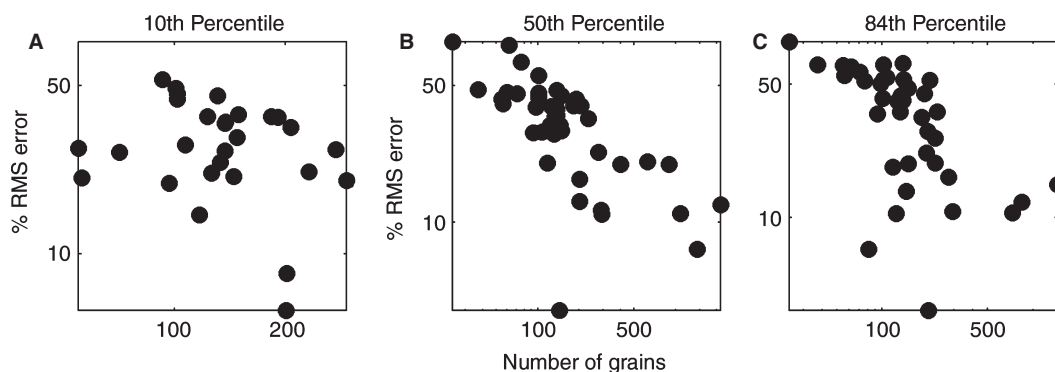 10th Percentile
50th Percentile
84th Percentile
A
B
C
% RMS error
50
10
100
200
% RMS error
50
10
100
500
50
10
100
500
Number of grains